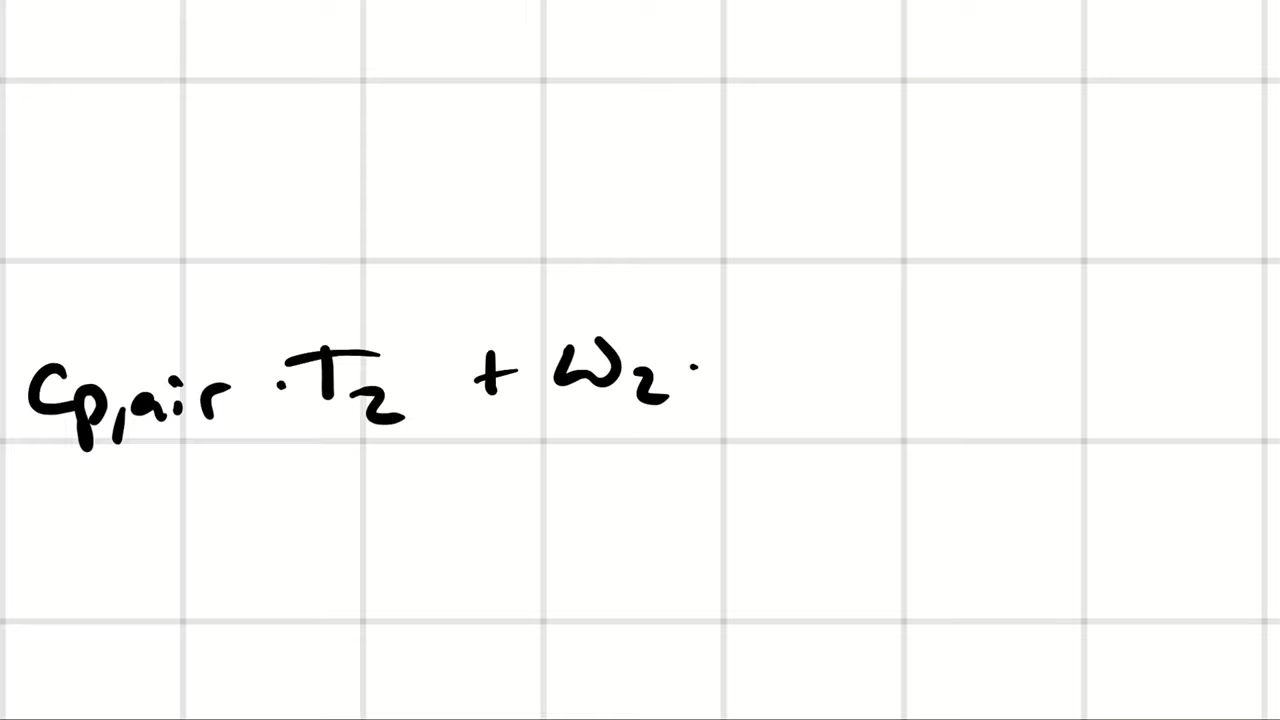 Cp,air · T2 + ω2 ·